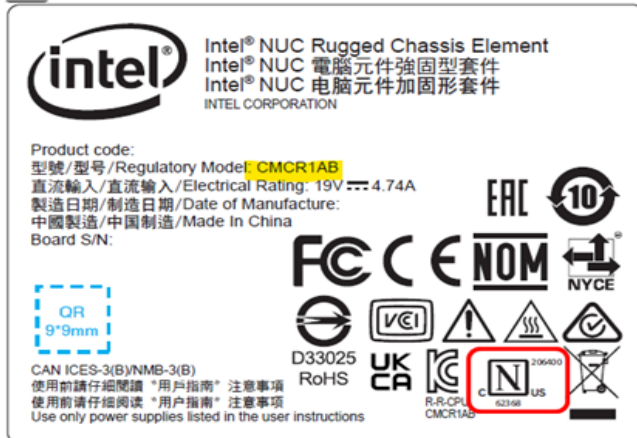 intel®
Intel® NUC Rugged Chassis Element
Intel® NUC 電腦元件強固型套件
Intel® NUC 电脑元件加固形套件
INTEL CORPORATION
Product code:
型號/型号/Regulatory Model: CMCR1AB
直流輸入/直流输入/Electrical Rating: 19V 4.74A
製造日期/制造日期/Date of Manufacture:
中國製造/中国制造/Made In China
Board S/N:
EAC
10
FC CE NOM
NYCE
QR
9*9mm
VCI
D33025
RoHS
UK
CA
R-R-CPU-
CMCR1AB
206400
C N US
62368
CAN ICES-3(B)/NMB-3(B)
使用前請仔細閱讀 "用戶指南" 注意事項
使用前请仔细阅读 "用户指南" 注意事项
Use only power supplies listed in the user instructions